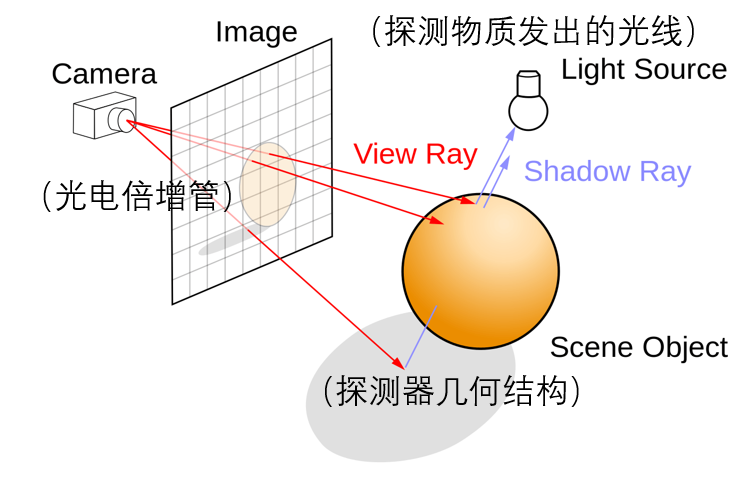 Image
（探测物质发出的光线）
Camera
Light Source
View Ray
Shadow Ray
（光电倍增管）
Scene Object
（探测器几何结构）